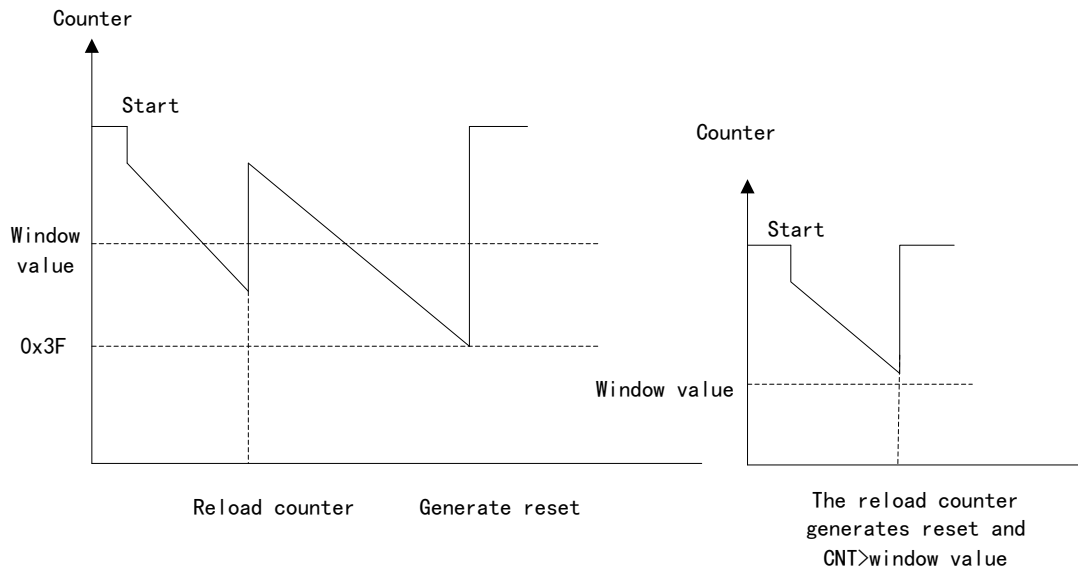 Counter
Start
Window
value
0x3F
Reload counter
Generate reset
Counter
Start
Window value
The reload counter
generates reset and
CNT>window value